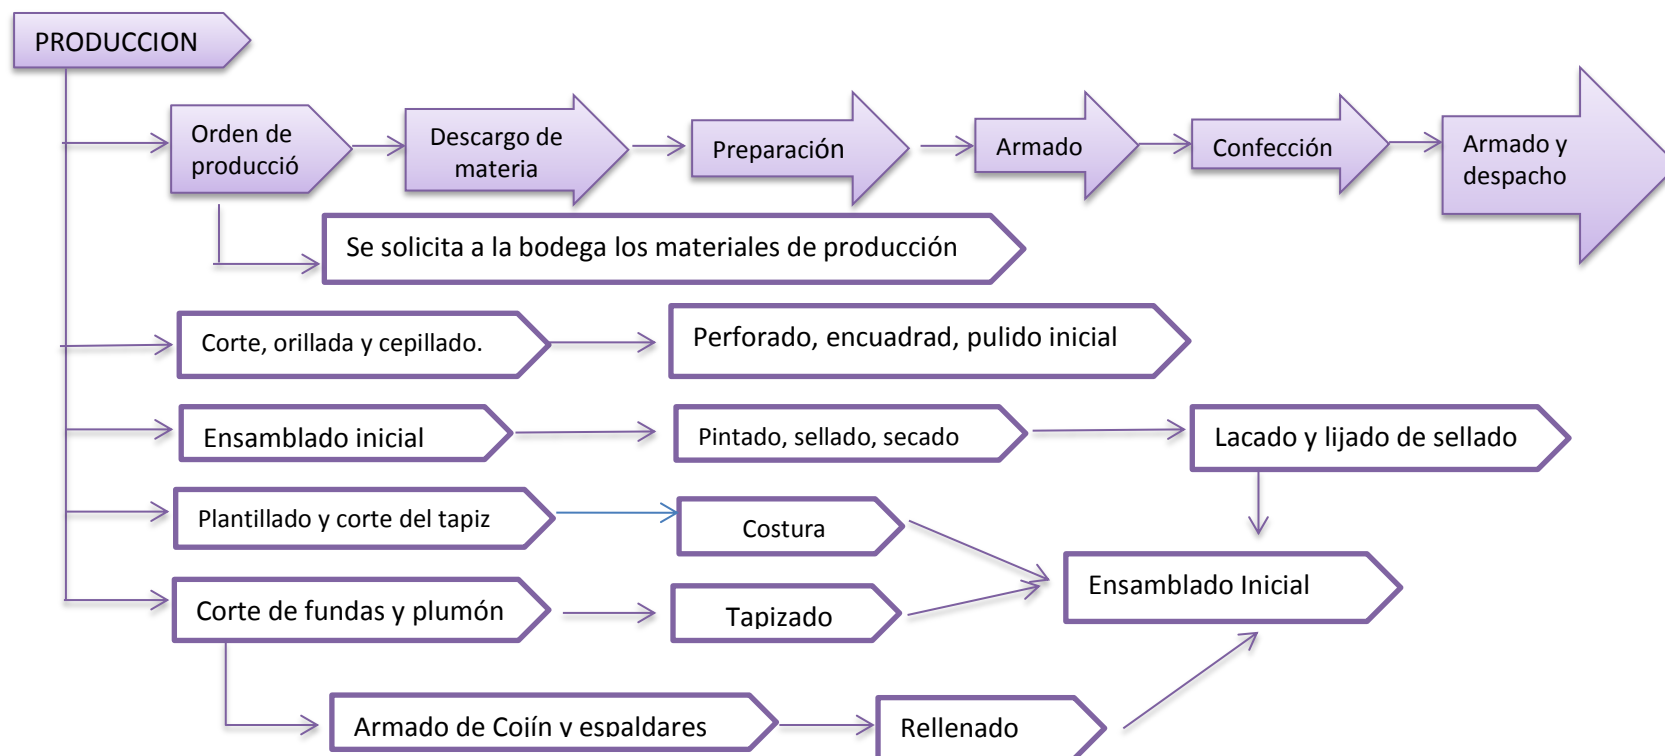 PRODUCCION
Orden de
producció
Descargo de
materia
Preparación
Armado
Confección
Armado y
despacho
Se solicita a la bodega los materiales de producción
Corte, orillada y cepillado.
Perforado, encuadrad, pulido inicial
Ensamblado inicial
Pintado, sellado, secado
Lacado y lijado de sellado
Plantillado y corte del tapiz
Costura
Ensamblado Inicial
Corte de fundas y plumón
Tapizado
Armado de Cojín y espaldares
Rellenado